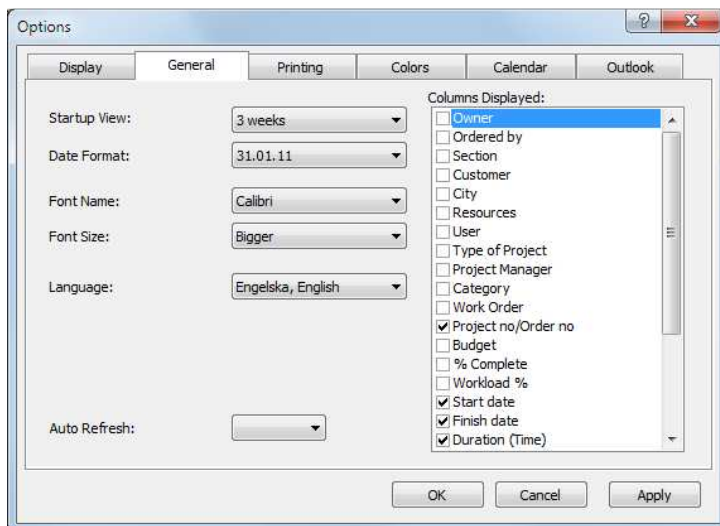 Options
Display General Printing Colors Calendar Outlook
Startup View: 3 weeks
Date Format: 31.01.11
Font Name: Calibri
Font Size: Bigger
Language: Engelska, English
Auto Refresh:
Columns Displayed:
Owner
Ordered by
Section
Customer
City
Resources
User
Type of Project
Project Manager
Category
Work Order
Project no/Order no
Budget
% Complete
Workload %
Start date
Finish date
Duration (Time)
OK Cancel Apply